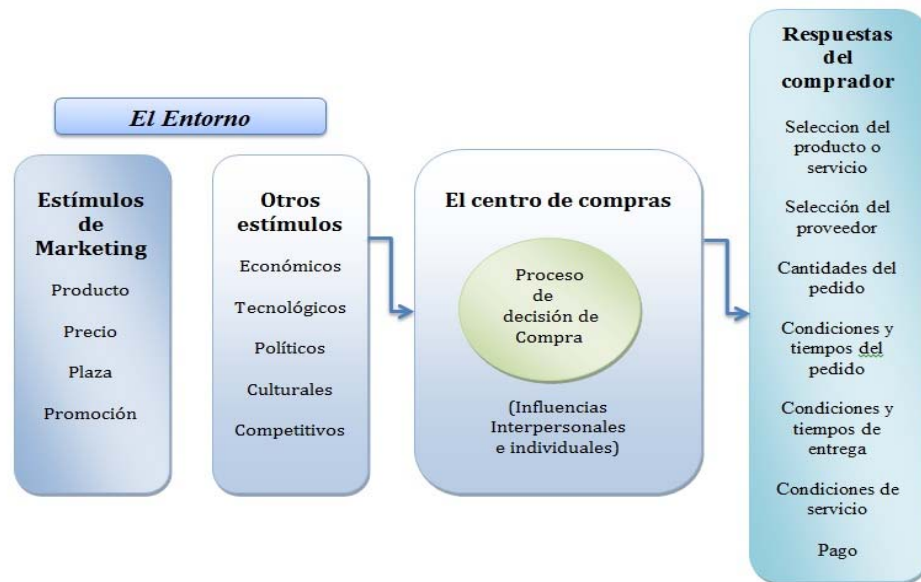 El Entorno
Estímulos
de
Marketing
Producto
Precio
Plaza
Promoción
Otros
estímulos
Económicos
Tecnológicos
Políticos
Culturales
Competitivos
El centro de compras
Proceso
de
decisión de
Compra
(Influencias
Interpersonales
e individuales)
Respuestas
del
comprador
Seleccion del
producto o
servicio
Selección del
proveedor
Cantidades del
pedido
Condiciones y
tiempos del
pedido
Condiciones y
tiempos de
entrega
Condiciones de
servicio
Pago